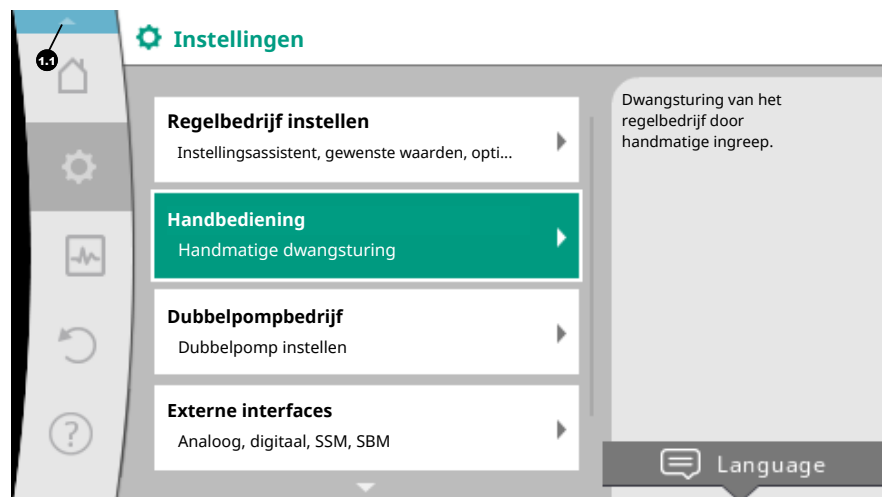 1.1
Instellingen
Regelbedrijf instellen
Instellingsassistent, gewenste waarden, opti...
Handbediening
Handmatige dwangsturing
Dubbelpompbedrijf
Dubbelpomp instellen
Externe interfaces
Analoog, digitaal, SSM, SBM
Dwangsturing van het
regelbedrijf door
handmatige ingreep.
?
Language